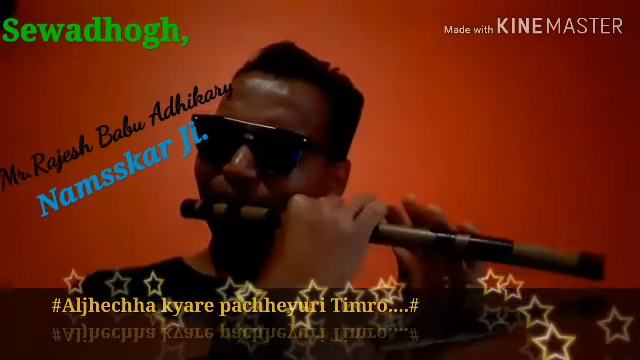 Sewadhogh,
Made with KINEMASTER
Mr.Rajesh Babu Adhikary
Namsskar Ji.
#Aljhechha kyare pachheyuri Timro....#